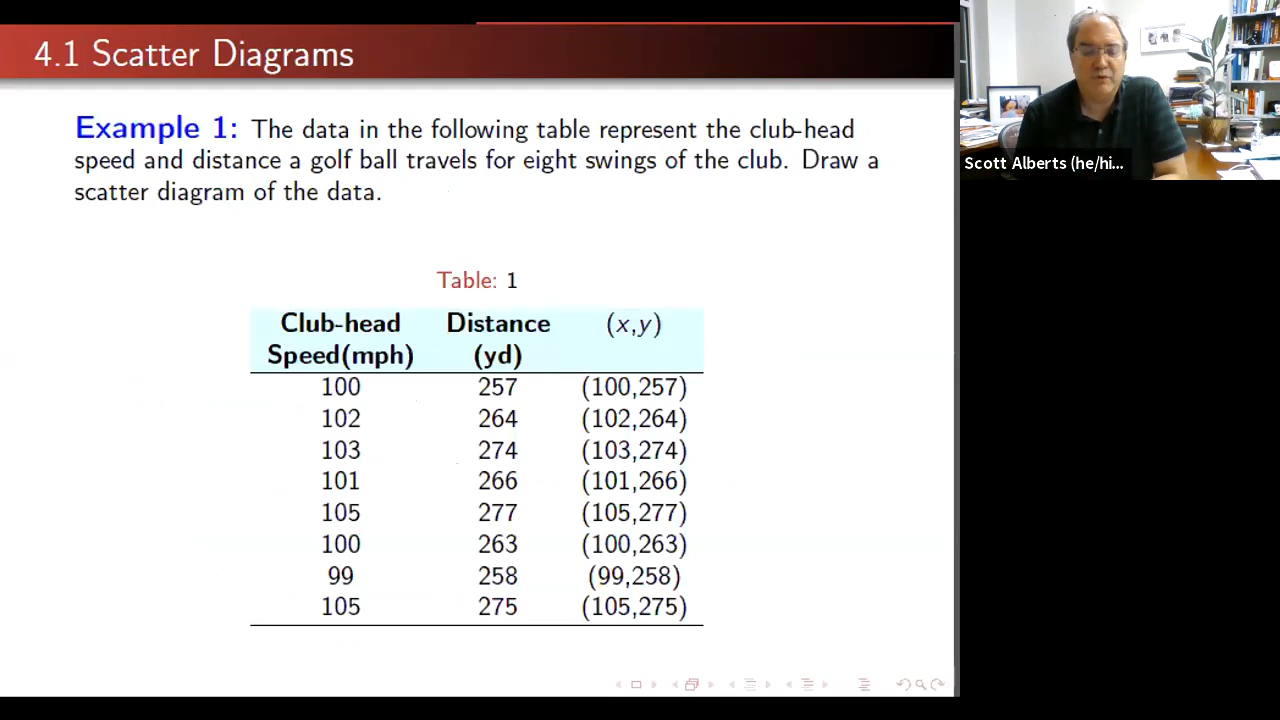 4.1 Scatter Diagrams
Example 1: The data in the following table represent the club-head
speed and distance a golf ball travels for eight swings of the club. Draw a
scatter diagram of the data.
Table: 1
Club-head Distance (x,y)
Speed(mph) (yd)
100 257 (100,257)
102 264 (102,264)
103 274 (103,274)
101 266 (101,266)
105 277 (105,277)
100 263 (100,263)
99 258 (99,258)
105 275 (105,275)
Scott Alberts (he/hi...